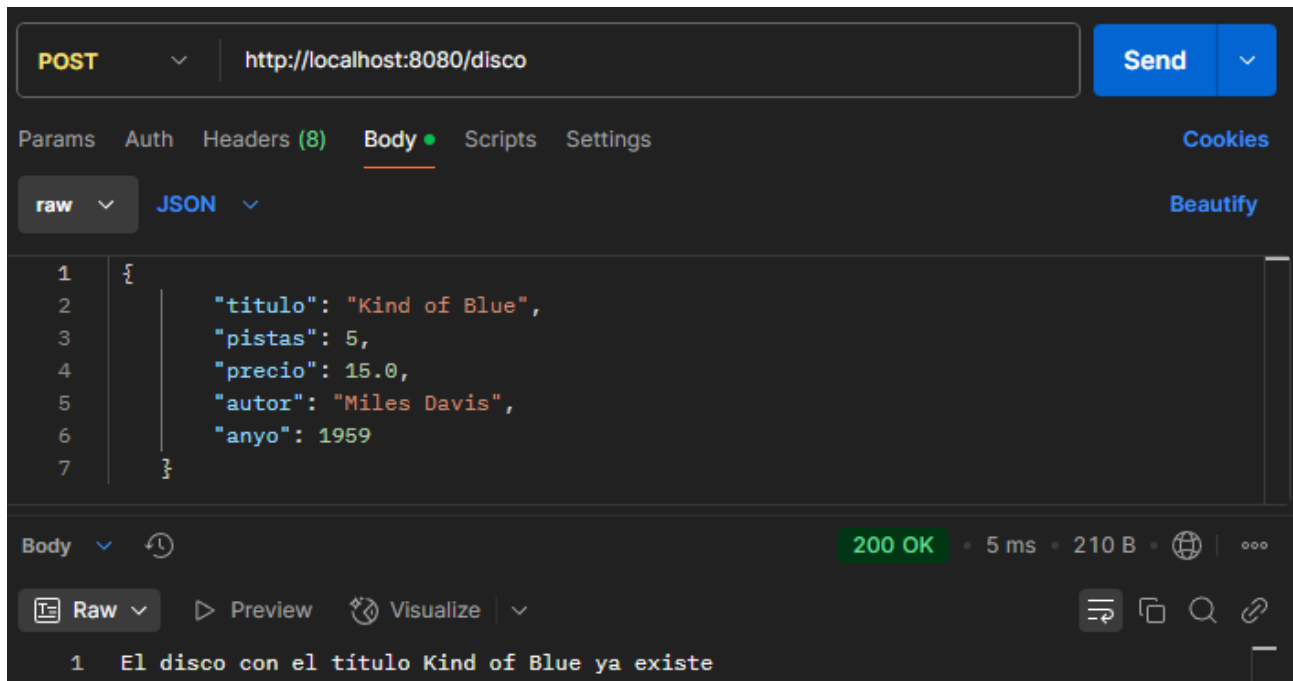 POST http://localhost:8080/disco Send
Params Auth Headers (8) Body Scripts Settings Cookies
raw JSON Beautify
1 {
2 "titulo": "Kind of Blue",
3 "pistas": 5,
4 "precio": 15.0,
5 "autor": "Miles Davis",
6 "anyo": 1959
7 }
Body 200 OK • 5 ms • 210 B •
Raw Preview Visualize
1 El disco con el título Kind of Blue ya existe